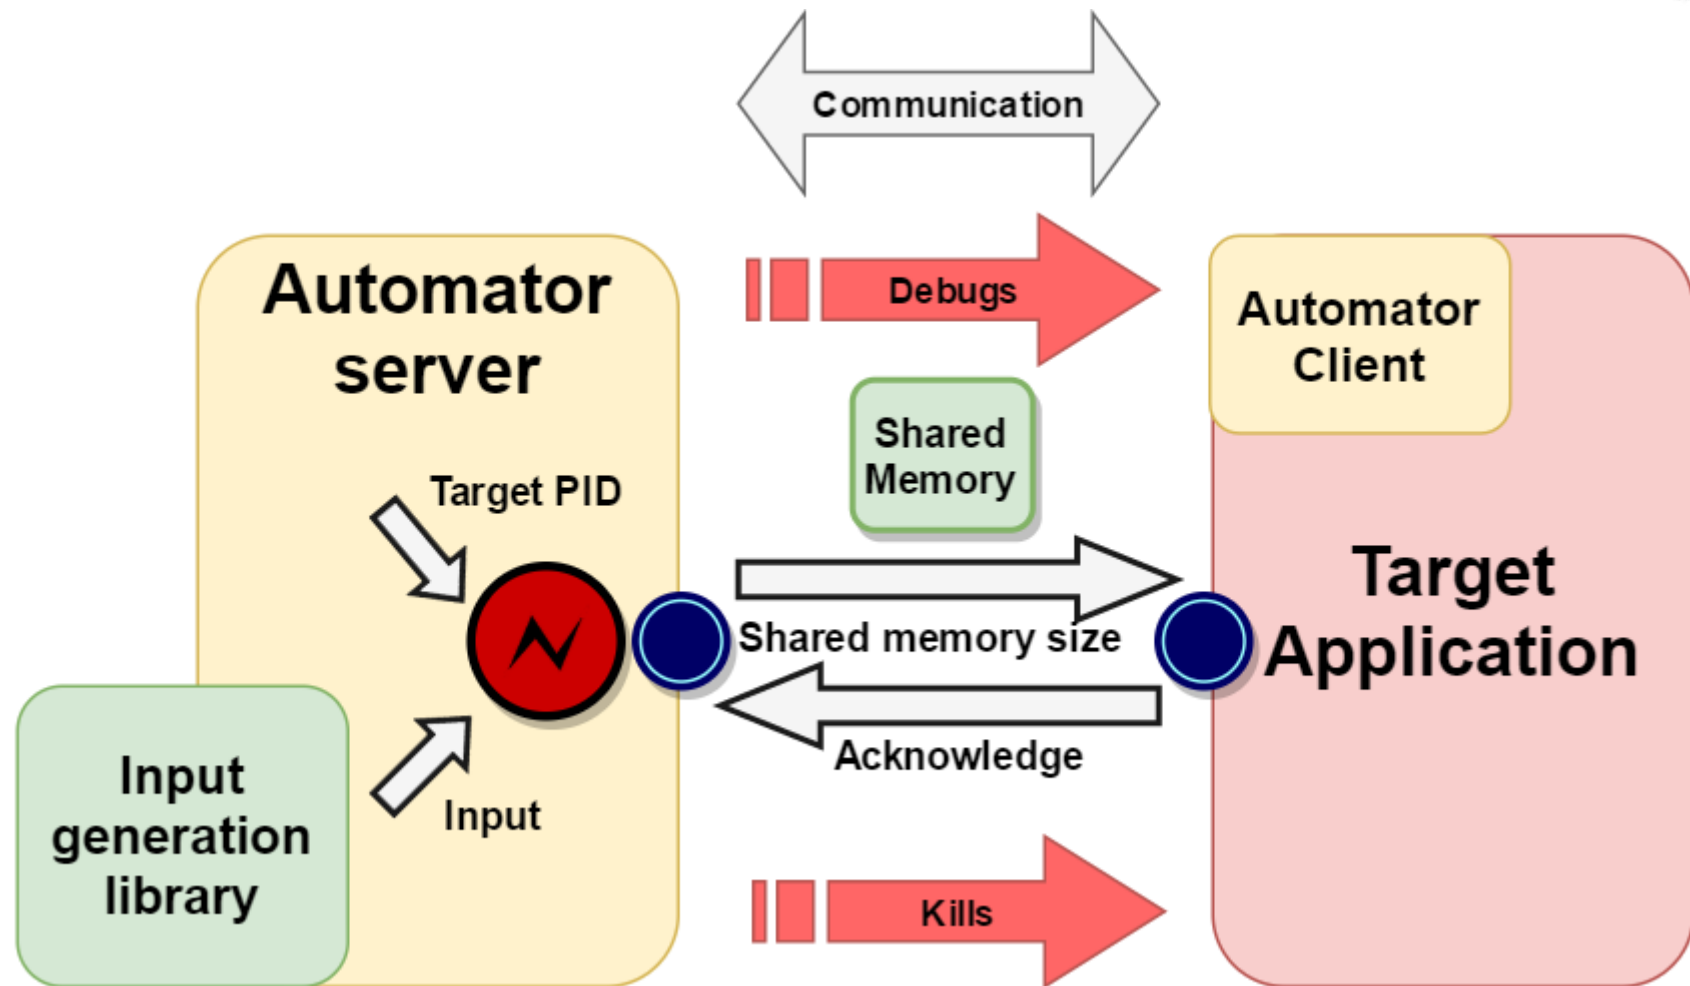 Communication
Automator
server
Debugs
Automator
Client
Shared
Memory
Target PID
Shared memory size
Target
Application
Acknowledge
Input
generation
library
Input
Kills